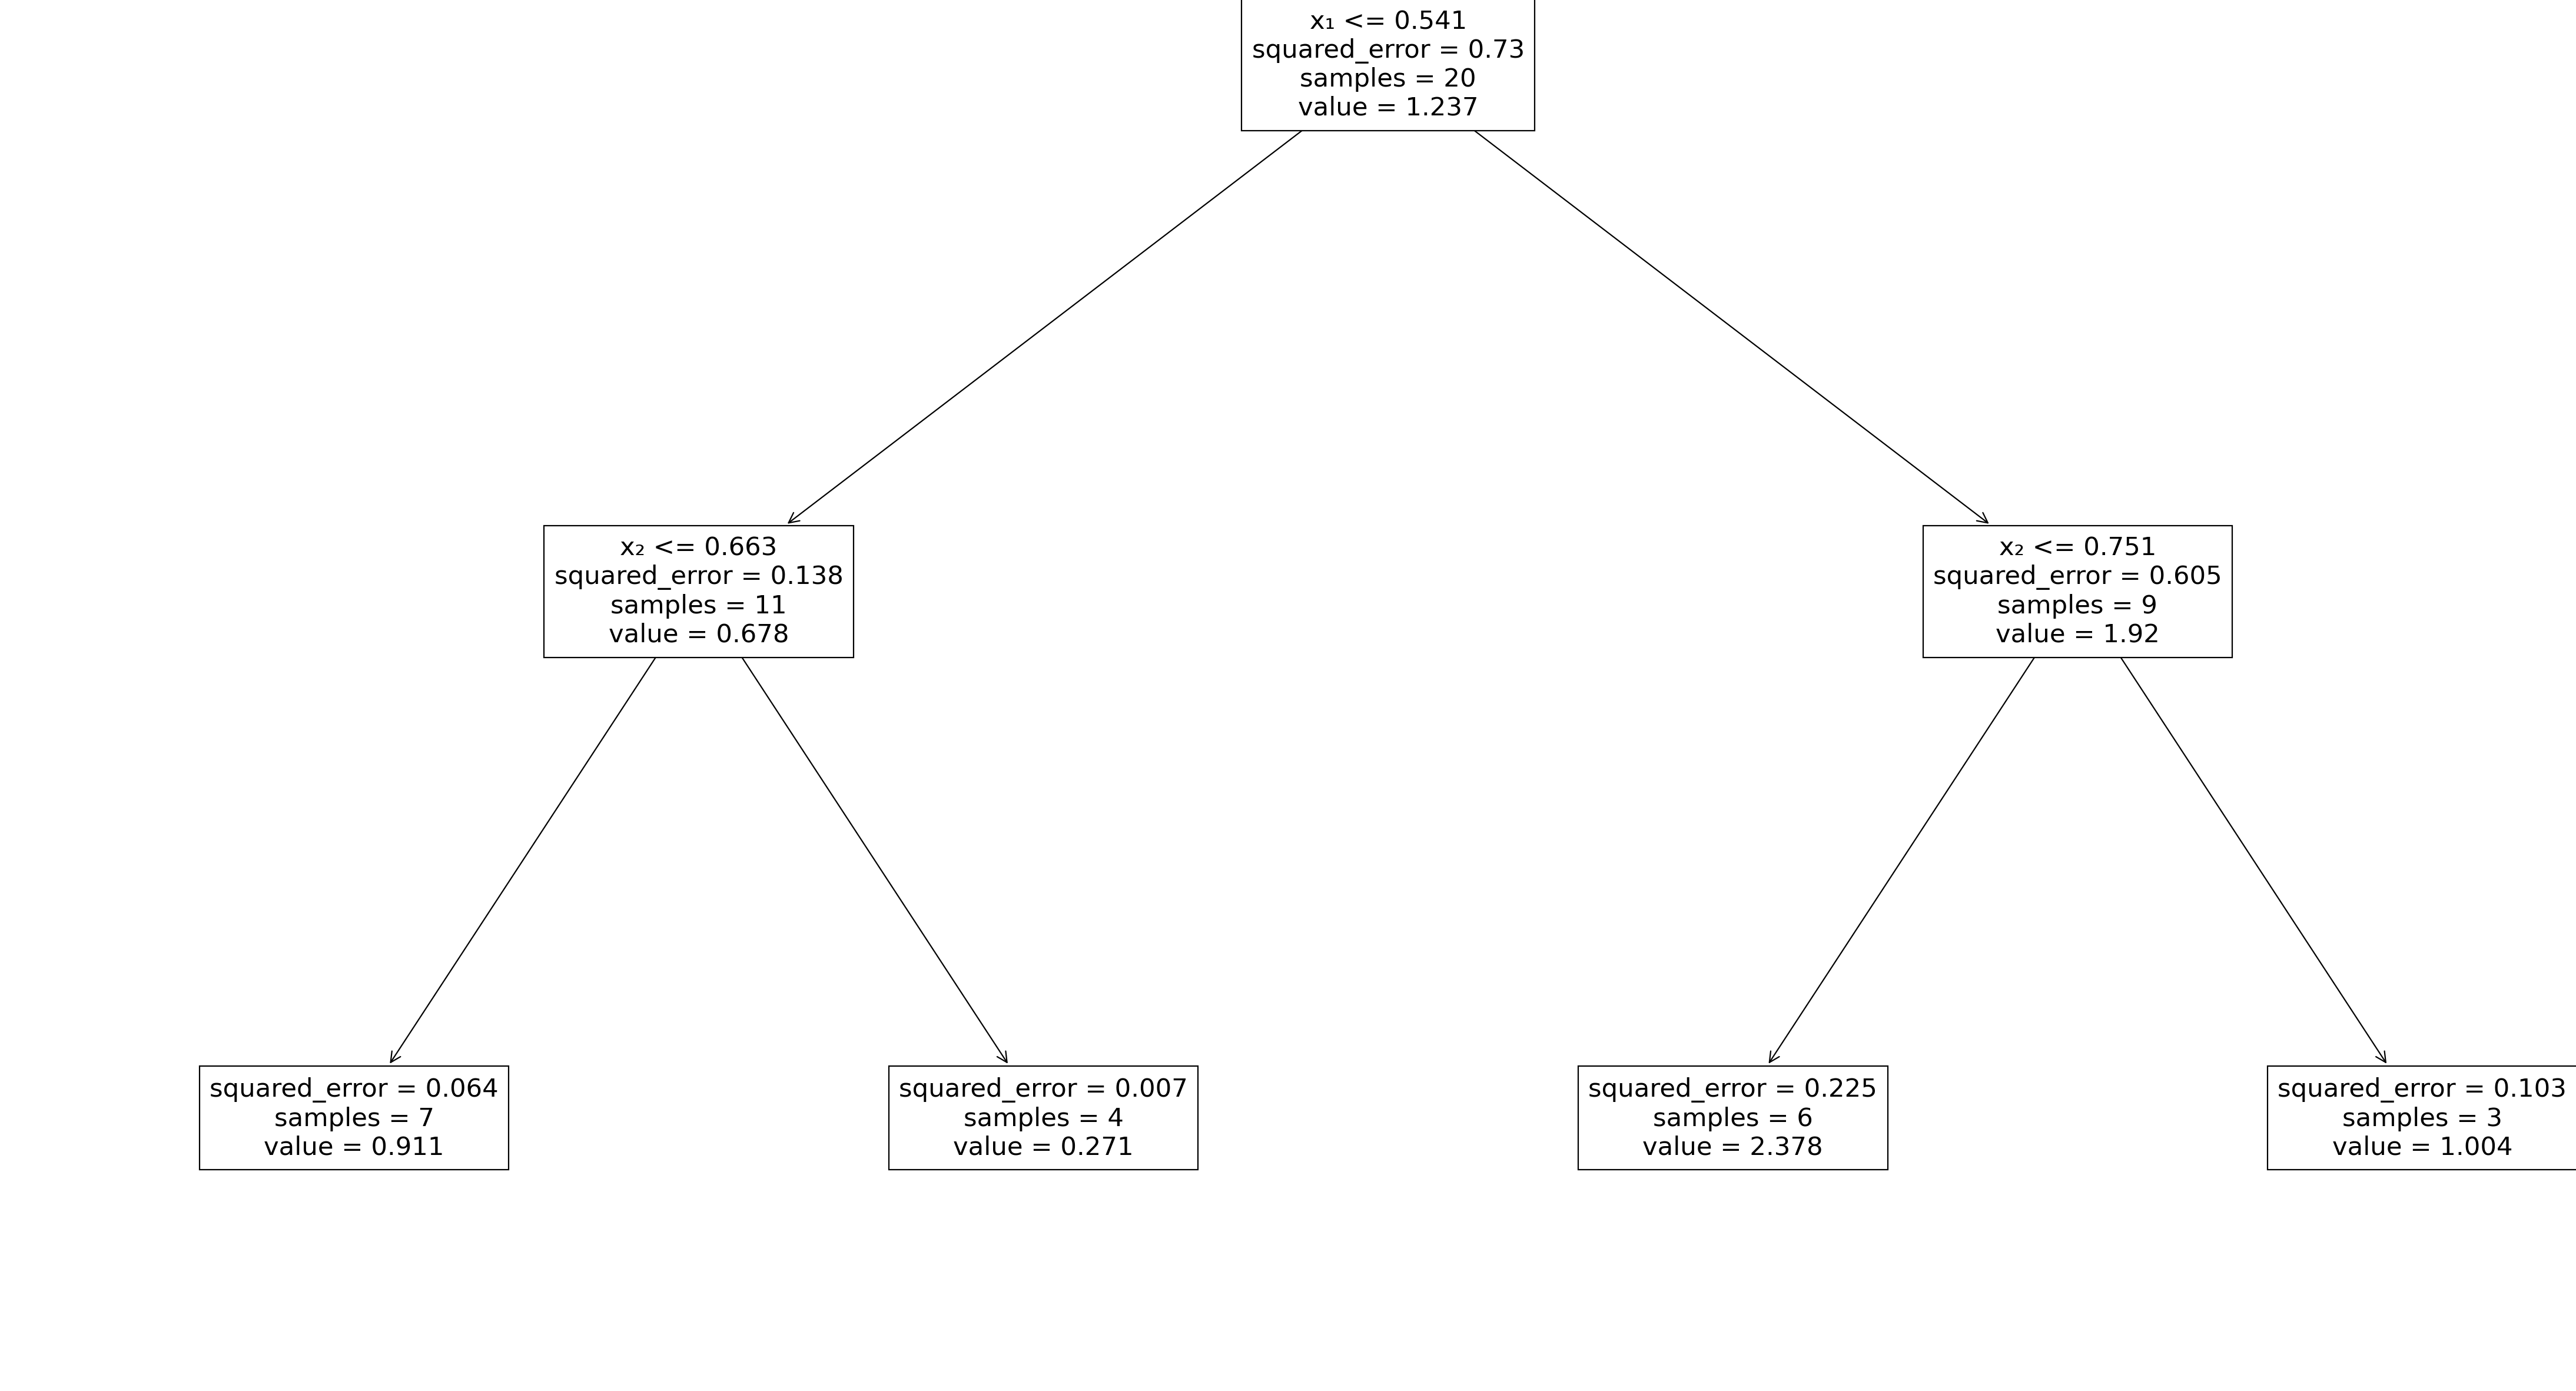 x₁ <= 0.541
squared_error = 0.73
samples = 20
value = 1.237
x₂ <= 0.663
squared_error = 0.138
samples = 11
value = 0.678
x₂ <= 0.751
squared_error = 0.605
samples = 9
value = 1.92
squared_error = 0.064
samples = 7
value = 0.911
squared_error = 0.007
samples = 4
value = 0.271
squared_error = 0.225
samples = 6
value = 2.378
squared_error = 0.103
samples = 3
value = 1.004